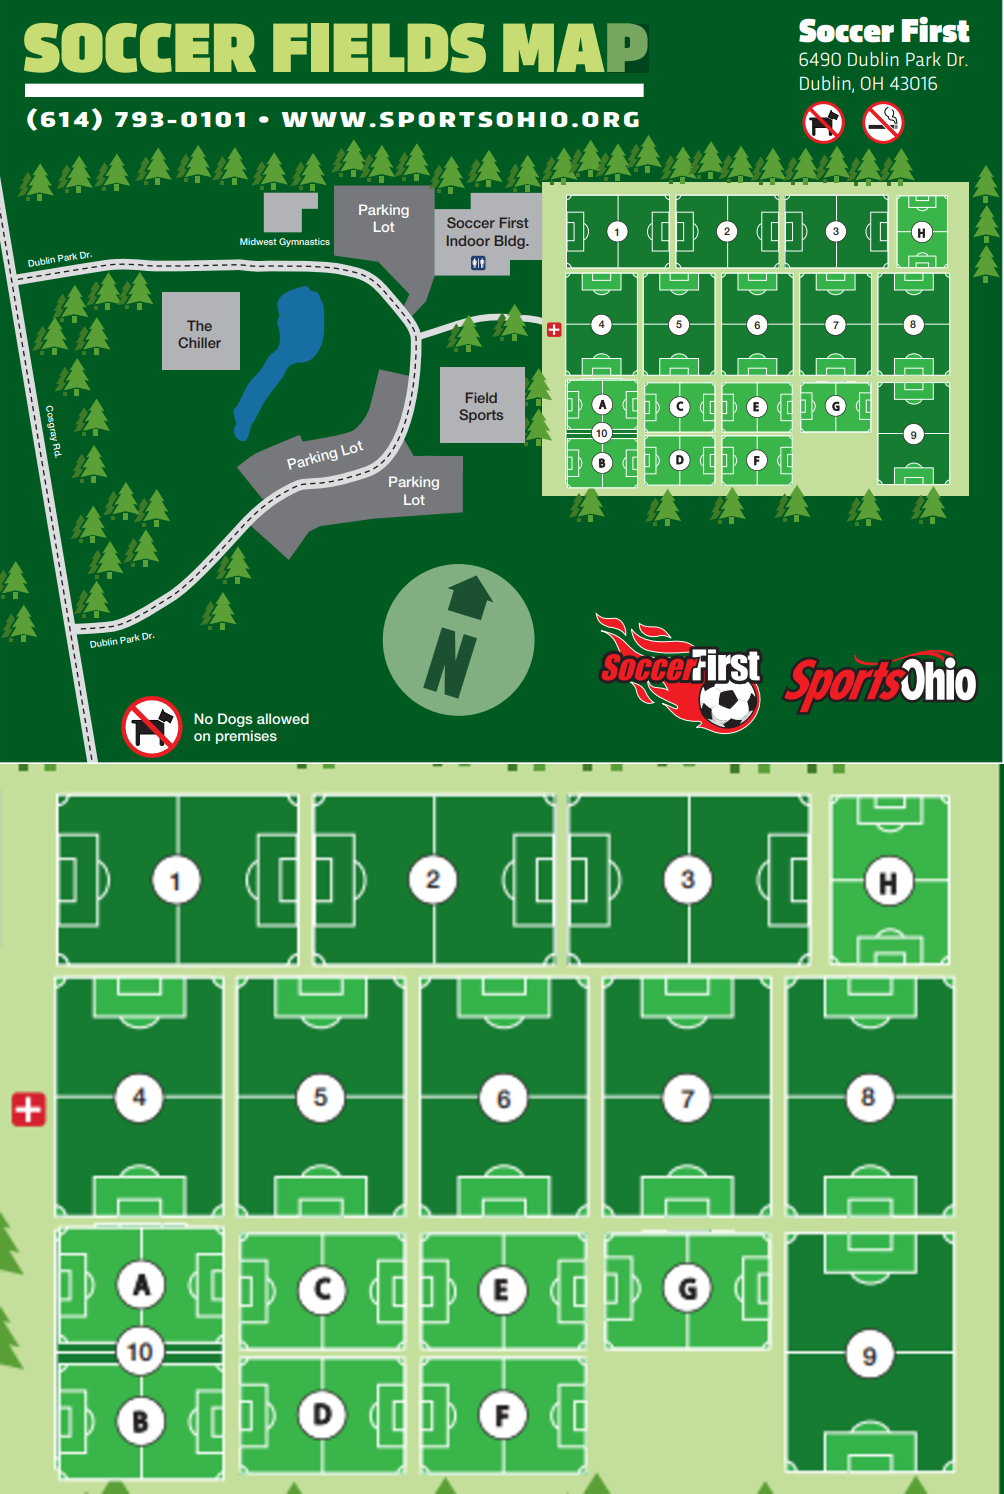 SOCCER FIELDS MAP
(614) 793-0101 • WWW.SPORTSOHIO.ORG
Soccer First
6490 Dublin Park Dr.
Dublin, OH 43016
Midwest Gymnastics
Parking
Lot
Soccer First
Indoor Bldg.
Dublin Park Dr.
The
Chiller
Cosgray Rd.
Field
Sports
Parking Lot
Parking
Lot
Dublin Park Dr.
1
2
3
H
4
5
6
7
8
A
C
E
G
10
9
B
D
F
N
SoccerFirst
SportsOhio
No Dogs allowed
on premises
1
2
3
H
4
5
6
7
8
A
C
E
G
10
9
B
D
F